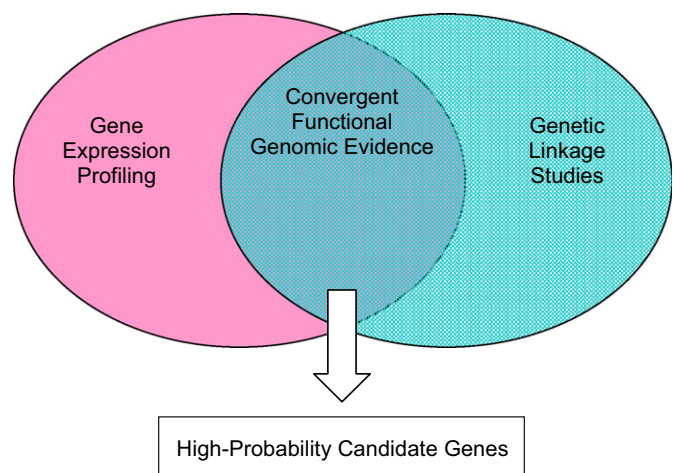 Gene
Expression
Profiling
Convergent
Functional
Genomic Evidence
Genetic
Linkage
Studies
High-Probability Candidate Genes